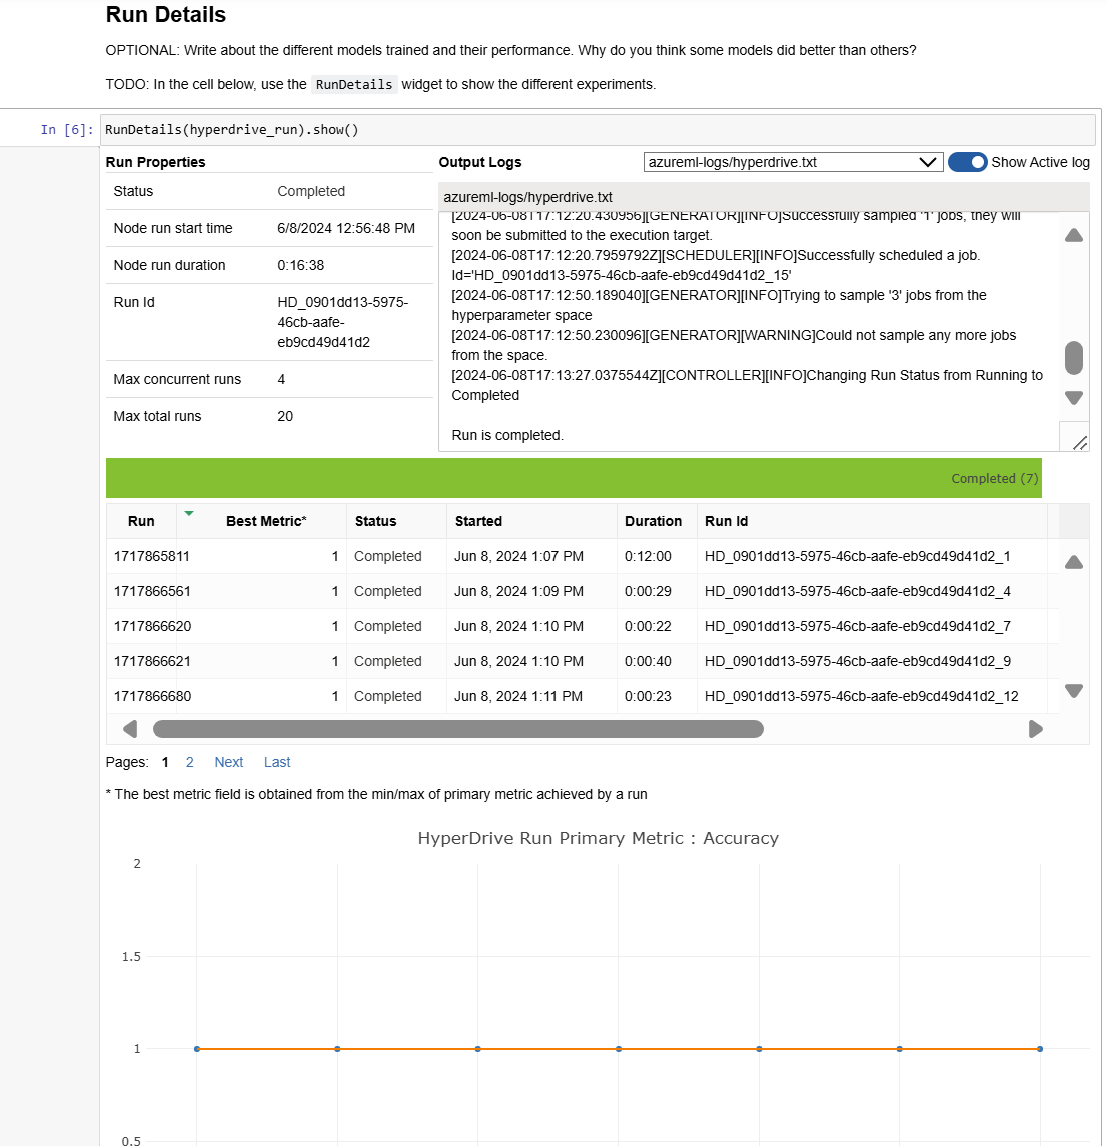 Run Details
OPTIONAL: Write about the different models trained and their performance. Why do you think some models did better than others?
TODO: In the cell below, use the RunDetails widget to show the different experiments.
In [6]: RunDetails(hyperdrive_run).show()
Run Properties
Status Completed
Node run start time 6/8/2024 12:56:48 PM
Node run duration 0:16:38
Run Id HD_0901dd13-5975-
46cb-aafe-
eb9cd49d41d2
Max concurrent runs 4
Max total runs 20
Output Logs azureml-logs/hyperdrive.txt Show Active log
azureml-logs/hyperdrive.txt
[2024-06-08T17:12:20.430956][GENERATOR][INFO]Successfully sampled '1' jobs, they will
soon be submitted to the execution target.
[2024-06-08T17:12:20.7959792Z][SCHEDULER][INFO]Successfully scheduled a job.
Id='HD_0901dd13-5975-46cb-aafe-eb9cd49d41d2_15'
[2024-06-08T17:12:50.189040][GENERATOR][INFO]Trying to sample '3' jobs from the
hyperparameter space
[2024-06-08T17:12:50.230096][GENERATOR][WARNING]Could not sample any more jobs
from the space.
[2024-06-08T17:13:27.0375544Z][CONTROLLER][INFO]Changing Run Status from Running to
Completed
Run is completed.
Completed (7)
Run Best Metric* Status Started Duration Run Id
1717865811 1 Completed Jun 8, 2024 1:07 PM 0:12:00 HD_0901dd13-5975-46cb-aafe-eb9cd49d41d2_1
1717866561 1 Completed Jun 8, 2024 1:09 PM 0:00:29 HD_0901dd13-5975-46cb-aafe-eb9cd49d41d2_4
1717866620 1 Completed Jun 8, 2024 1:10 PM 0:00:22 HD_0901dd13-5975-46cb-aafe-eb9cd49d41d2_7
1717866621 1 Completed Jun 8, 2024 1:10 PM 0:00:40 HD_0901dd13-5975-46cb-aafe-eb9cd49d41d2_9
1717866680 1 Completed Jun 8, 2024 1:11 PM 0:00:23 HD_0901dd13-5975-46cb-aafe-eb9cd49d41d2_12
Pages: 1 2 Next Last
* The best metric field is obtained from the min/max of primary metric achieved by a run
HyperDrive Run Primary Metric : Accuracy
2
1.5
1
0.5